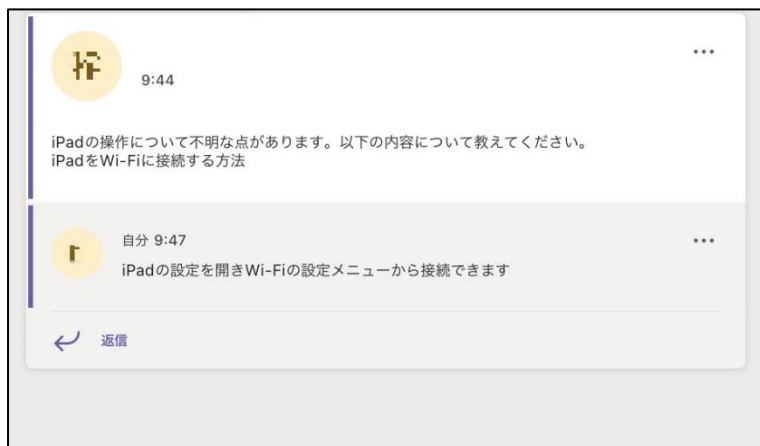 9:44
iPadの操作について不明な点があります。以下の内容について教えてください。
iPadをWi-Fiに接続する方法
自分 9:47
iPadの設定を開きWi-Fiの設定メニューから接続できます
返信